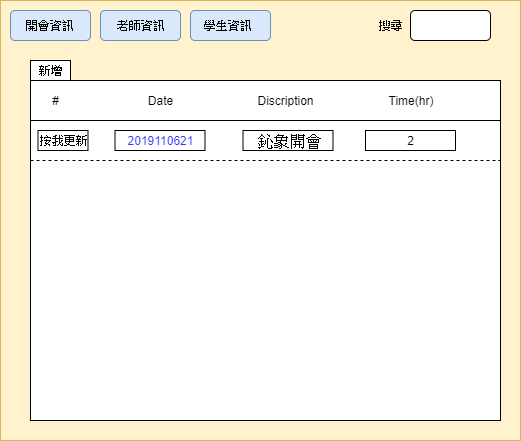 開會資訊 老師資訊 學生資訊 搜尋
新增
# Date Discription Time(hr)
按我更新 2019110621 鈊象開會 2